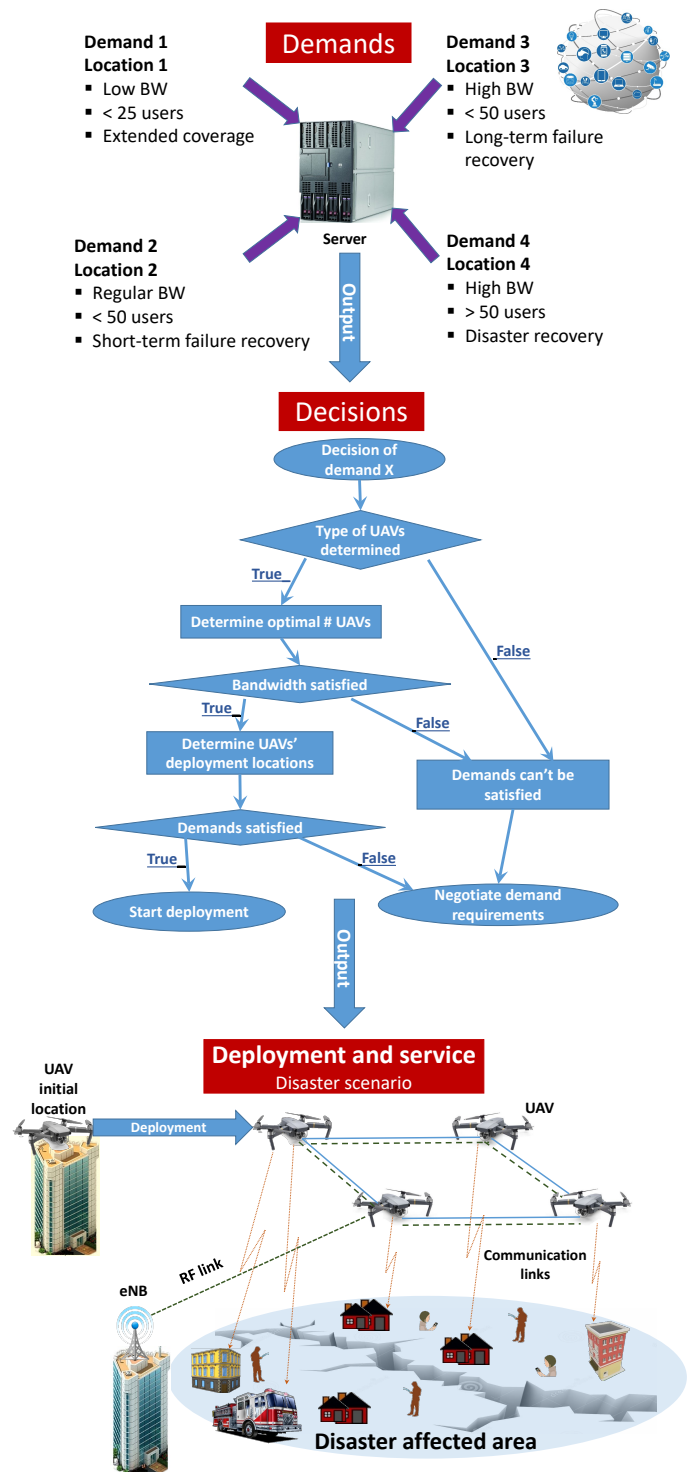 Demands
Demand 1
Location 1
▪ Low BW
▪ < 25 users
▪ Extended coverage
Demand 3
Location 3
▪ High BW
▪ < 50 users
▪ Long-term failure
recovery
Server
Demand 2
Location 2
▪ Regular BW
▪ < 50 users
▪ Short-term failure recovery
Demand 4
Location 4
▪ High BW
▪ > 50 users
▪ Disaster recovery
Output
Decisions
Decision of
demand X
Type of UAVs
determined
True
Determine optimal # UAVs
False
Bandwidth satisfied
True
False
Determine UAVs'
deployment locations
Demands can't be
satisfied
Demands satisfied
True
False
Start deployment
Negotiate demand
requirements
Output
Deployment and service
Disaster scenario
UAV
initial
location
Deployment
UAV
RF link
Communication
links
eNB
Disaster affected area